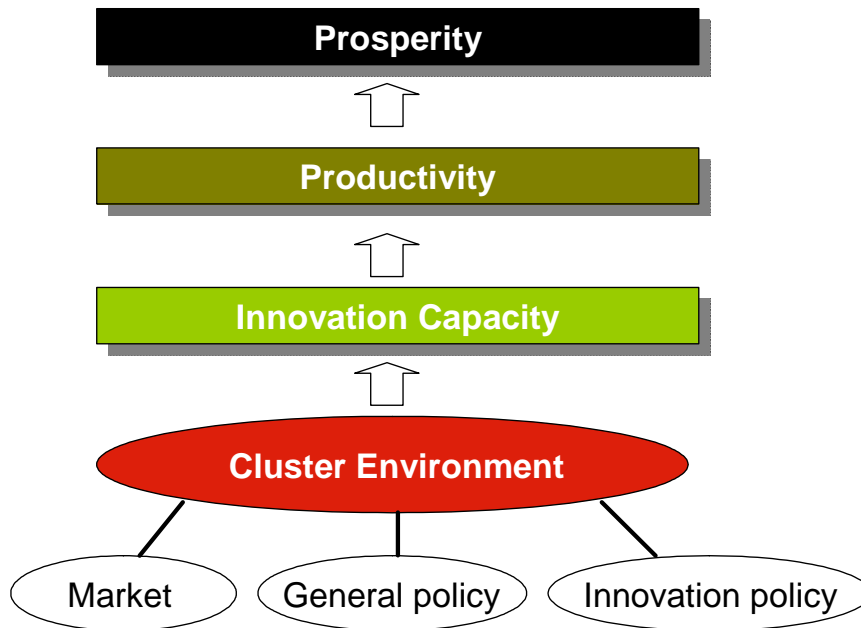 Prosperity
Productivity
Innovation Capacity
Cluster Environment
Market
General policy
Innovation policy